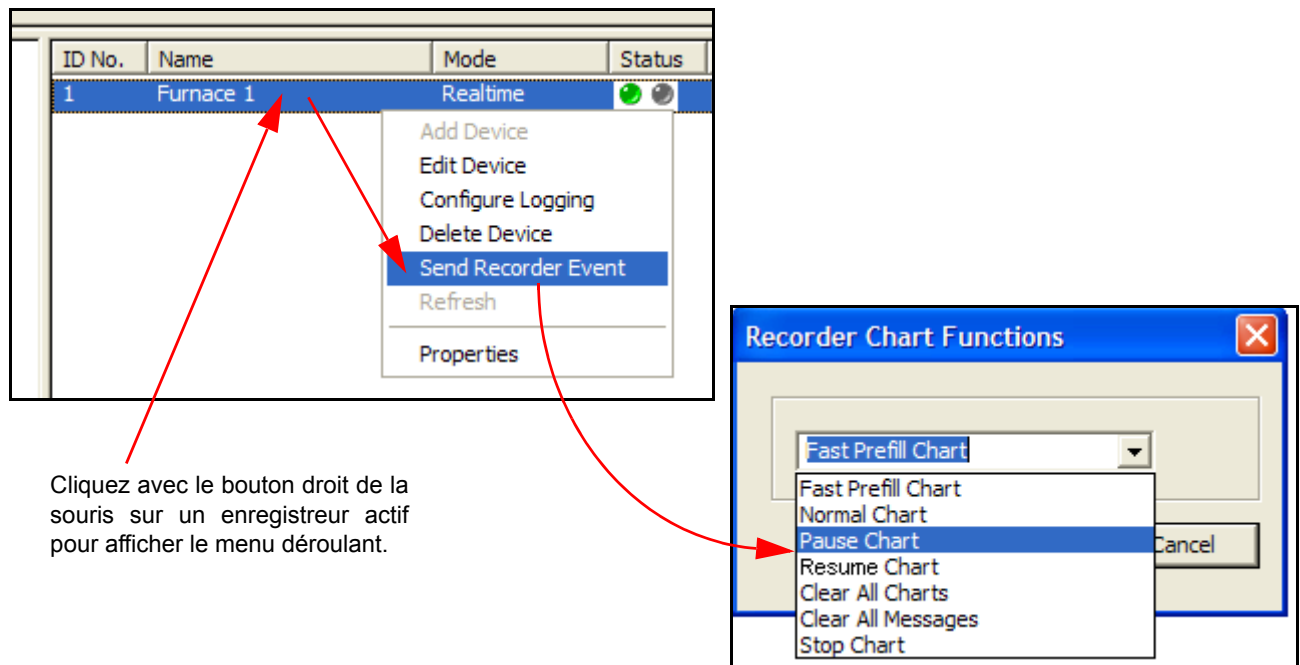 ID No. Name Mode Status
1 Furnace 1 Realtime
Add Device
Edit Device
Configure Logging
Delete Device
Send Recorder Event
Refresh
Properties
Cliquez avec le bouton droit de la
souris sur un enregistreur actif
pour afficher le menu déroulant.
Recorder Chart Functions
Fast Prefill Chart
Fast Prefill Chart
Normal Chart
Pause Chart
Cancel
Resume Chart
Clear All Charts
Clear All Messages
Stop Chart